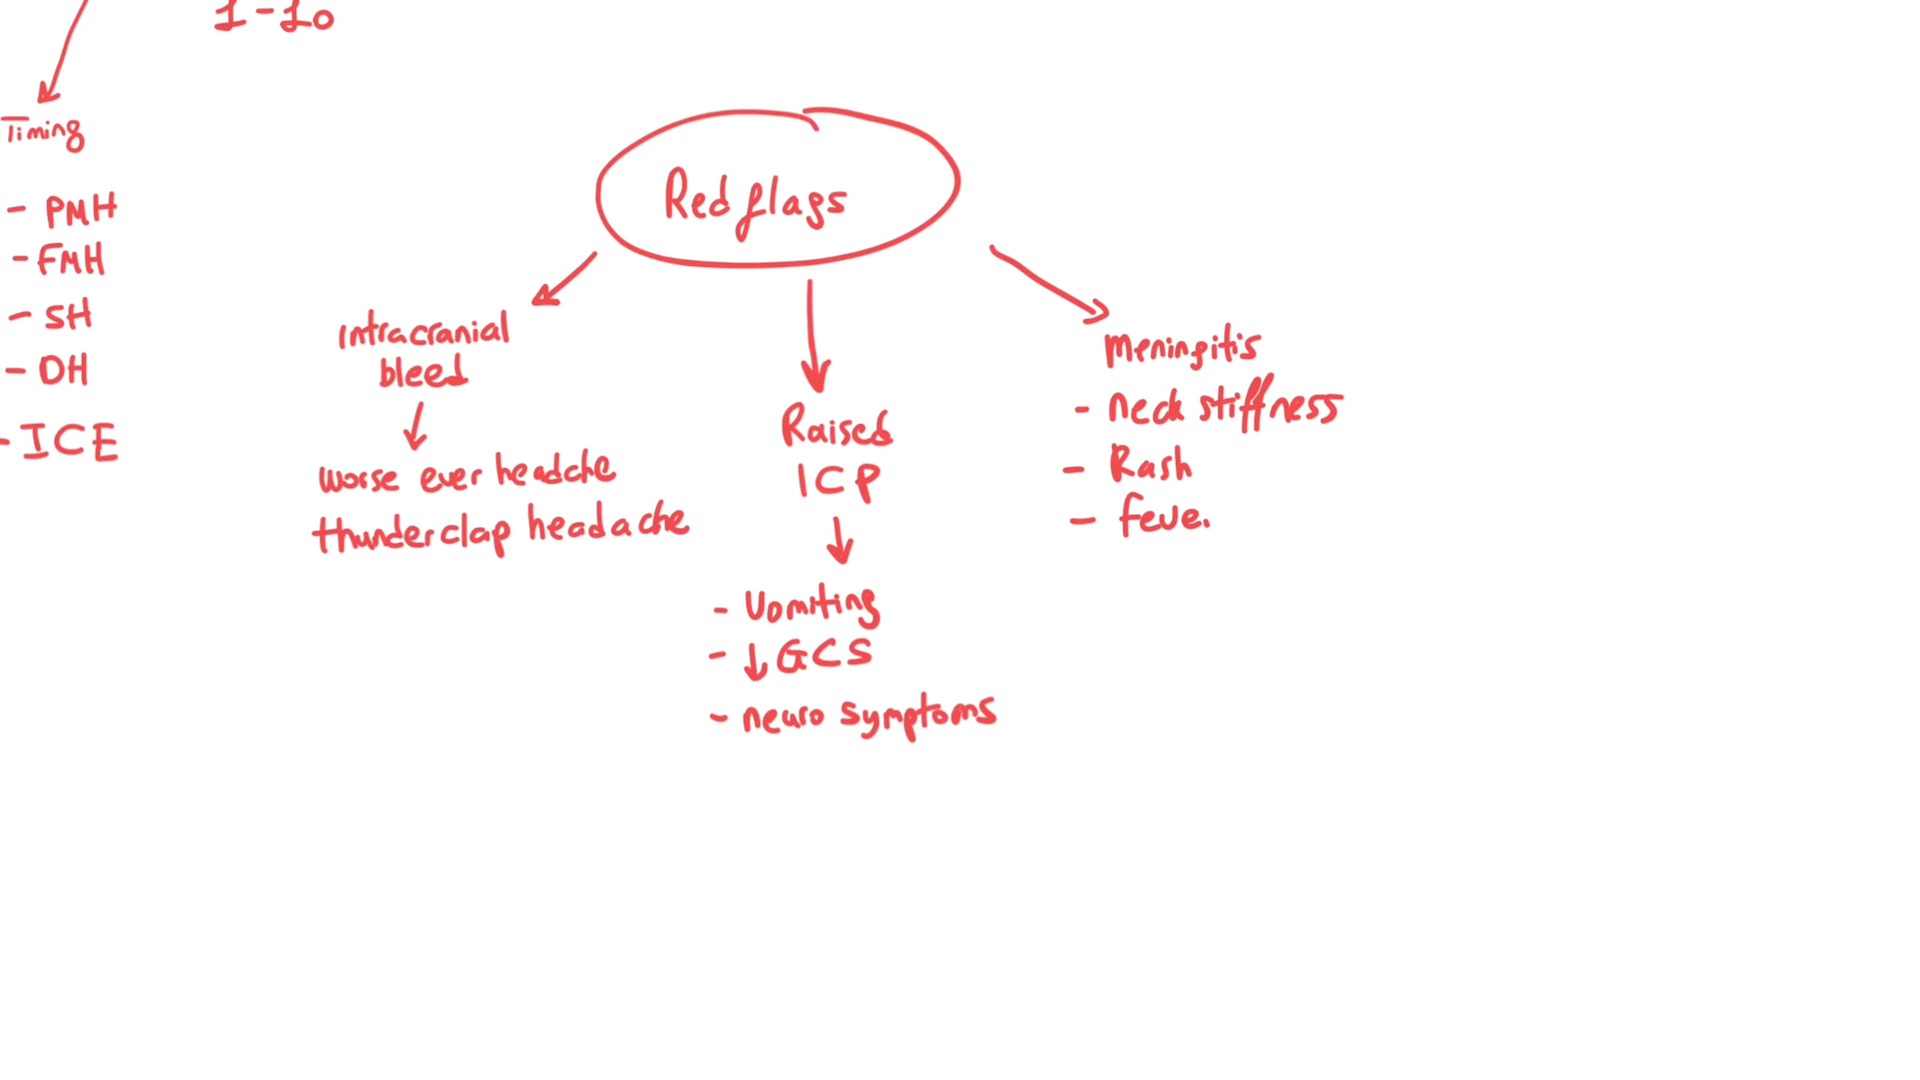 1-10
Timing
- PMH
- FMH
- SH
- DH
- ICE
Red flags
intracranial
bleed
worse ever headche
thunderclap headache
Raised
ICP
- Vomiting
- ↓GCS
- neuro symptoms
Meningitis
- neck stiffness
- Rash
- feve.